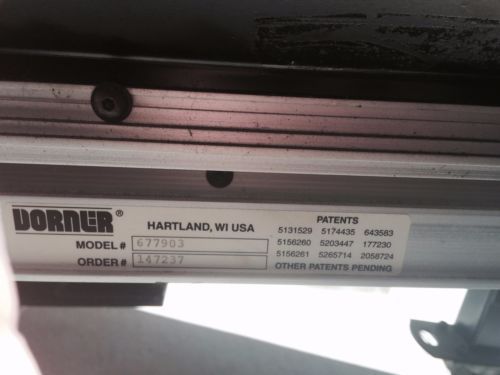 DORNER®
HARTLAND, WI USA
MODEL # 677903
ORDER # 147237
PATENTS
5131529 5174435 643583
5156260 5203447 177230
5156261 5265714 2058724
OTHER PATENTS PENDING